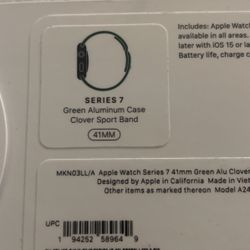 Includes: Apple Watch
available in all areas.
later with iOS 15 or la
Battery life, charge c
SERIES 7
Green Aluminum Case
Clover Sport Band
41MM
MKN03LL/A Apple Watch Series 7 41mm Green Alu Clover
Designed by Apple in California Made in Viet
Other items as marked thereon Model A24
UPC
1 94252 58964 9